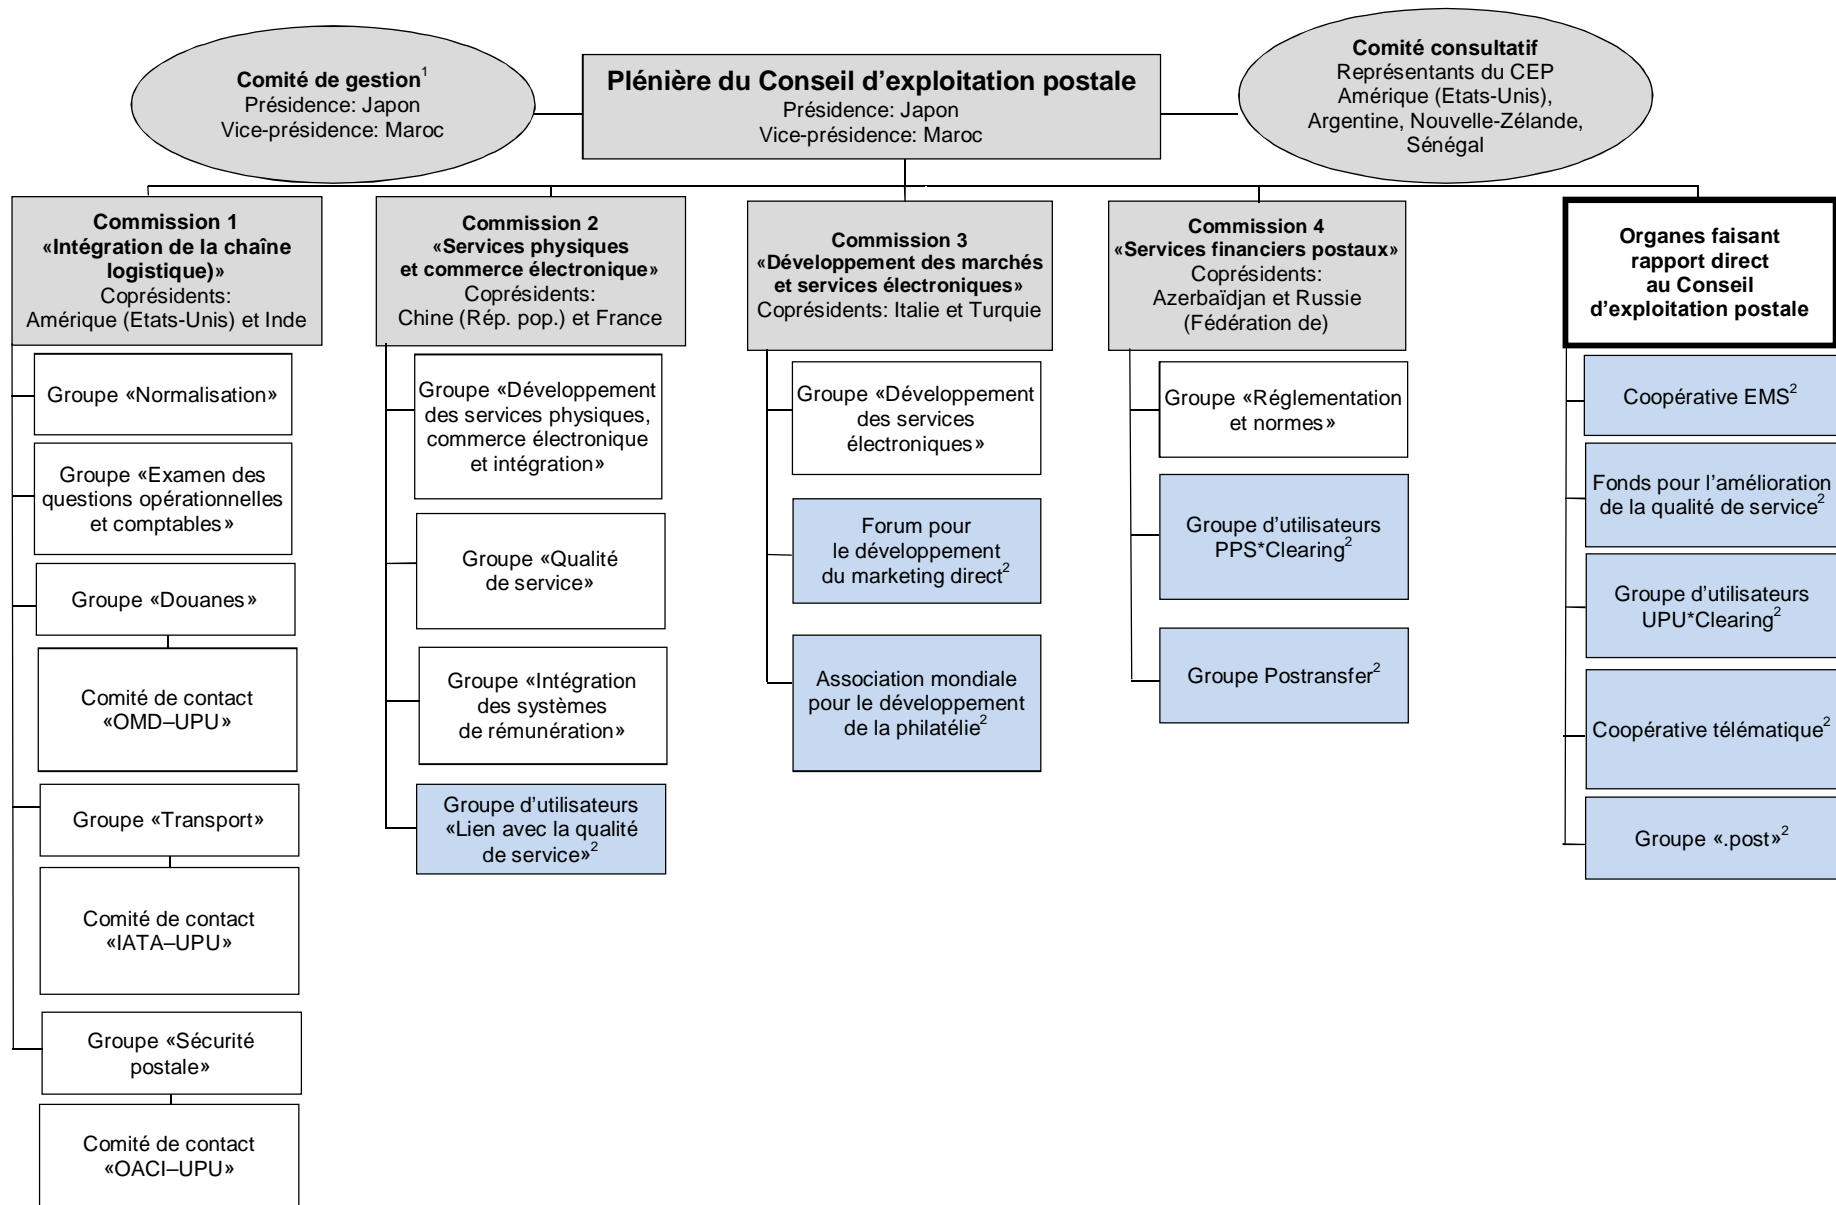 Comité de gestion1
Présidence: Japon
Vice-présidence: Maroc
Plénière du Conseil d’exploitation postale
Présidence: Japon
Vice-présidence: Maroc
Comité consultatif
Représentants du CEP
Amérique (Etats-Unis),
Argentine, Nouvelle-Zélande,
Sénégal
Commission 1
«Intégration de la chaîne
logistique)»
Coprésidents:
Amérique (Etats-Unis) et Inde
Groupe «Normalisation»
Groupe «Examen des
questions opérationnelles
et comptables»
Groupe «Douanes»
Comité de contact
«OMD–UPU»
Groupe «Transport»
Comité de contact
«IATA–UPU»
Groupe «Sécurité
postale»
Comité de contact
«OACI–UPU»
Commission 2
«Services physiques
et commerce électronique»
Coprésidents:
Chine (Rép. pop.) et France
Groupe «Développement
des services physiques,
commerce électronique
et intégration»
Groupe «Qualité
de service»
Groupe «Intégration
des systèmes
de rémunération»
Groupe d’utilisateurs
«Lien avec la qualité
de service»2
Commission 3
«Développement des marchés
et services électroniques»
Coprésidents: Italie et Turquie
Groupe «Développement
des services
électroniques»
Forum pour
le développement
du marketing direct2
Association mondiale
pour le développement
de la philatélie2
Commission 4
«Services financiers postaux»
Coprésidents:
Azerbaïdjan et Russie
(Fédération de)
Groupe «Réglementation
et normes»
Groupe d’utilisateurs
PPS*Clearing2
Groupe Postransfer2
Organes faisant
rapport direct
au Conseil
d’exploitation postale
Coopérative EMS2
Fonds pour l’amélioration
de la qualité de service2
Groupe d’utilisateurs
UPU*Clearing2
Coopérative télématique2
Groupe «.post»2